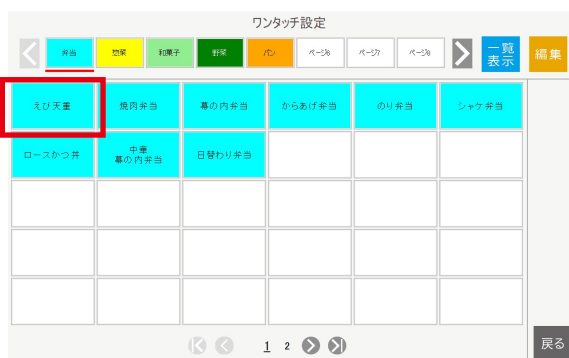 ワンタッチ設定
弁当 惣菜 和菓子 野菜 パン ページ6 ページ7 ページ8 一覧
表示 編集
えび天重 焼肉弁当 幕の内弁当 からあげ弁当 のり弁当 シャケ弁当
ロースかつ丼 中華
幕の内弁当 日替わり弁当
1 2
戻る